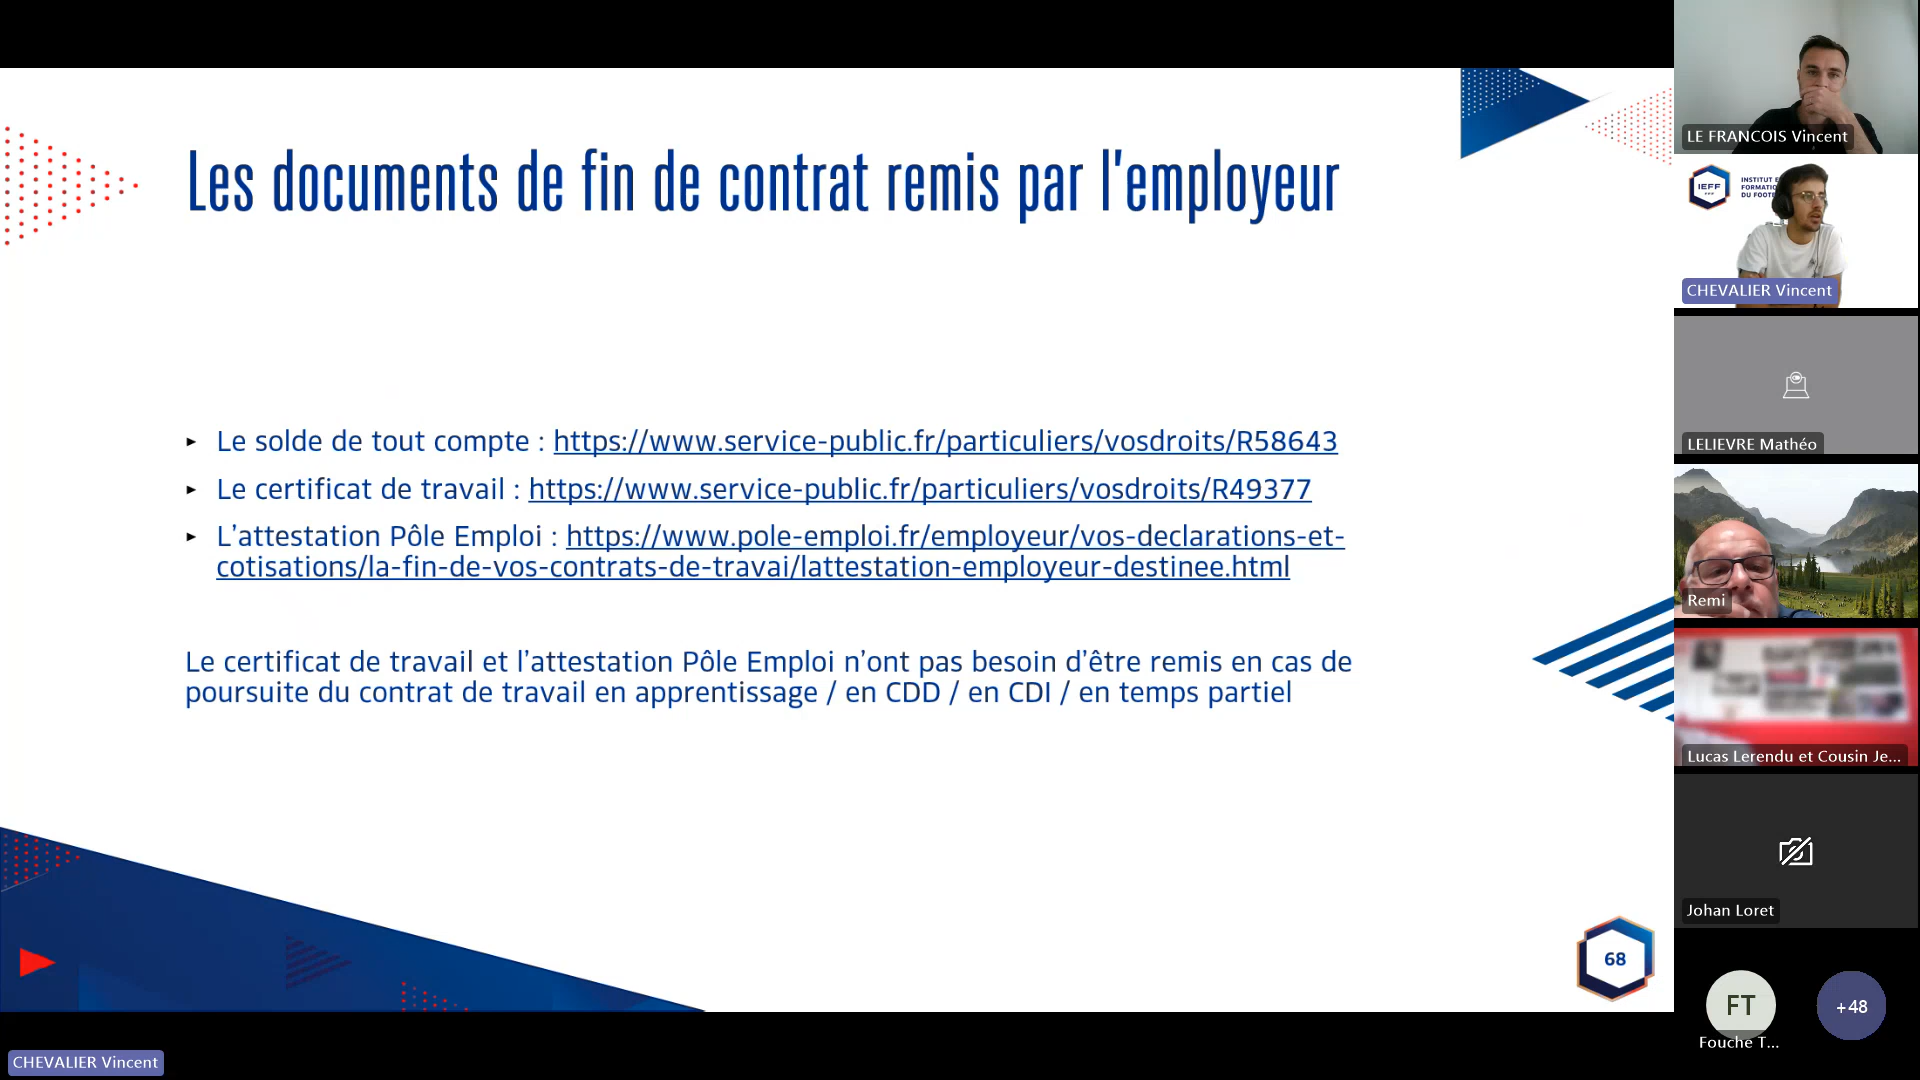 Les documents de fin de contrat remis par l'employeur
► Le solde de tout compte : https://www.service-public.fr/particuliers/vosdroits/R58643
► Le certificat de travail : https://www.service-public.fr/particuliers/vosdroits/R49377
► L’attestation Pôle Emploi : https://www.pole-emploi.fr/employeur/vos-declarations-et-
cotisations/la-fin-de-vos-contrats-de-travai/lattestation-employeur-destinee.html
Le certificat de travail et l’attestation Pôle Emploi n’ont pas besoin d’être remis en cas de
poursuite du contrat de travail en apprentissage / en CDD / en CDI / en temps partiel
68
CHEVALIER Vincent
LE FRANCOIS Vincent
IEFF
INSTITUT
FORMA
DU FOOT
CHEVALIER Vincent
LELIEVRE Mathéo
Remi
Lucas Lerendu et Cousin Je...
Johan Loret
FT
Fouche T...
+48